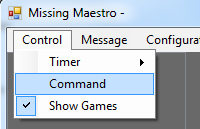 Missing Maestro -
Control Message Configurat
Timer
Command
Show Games